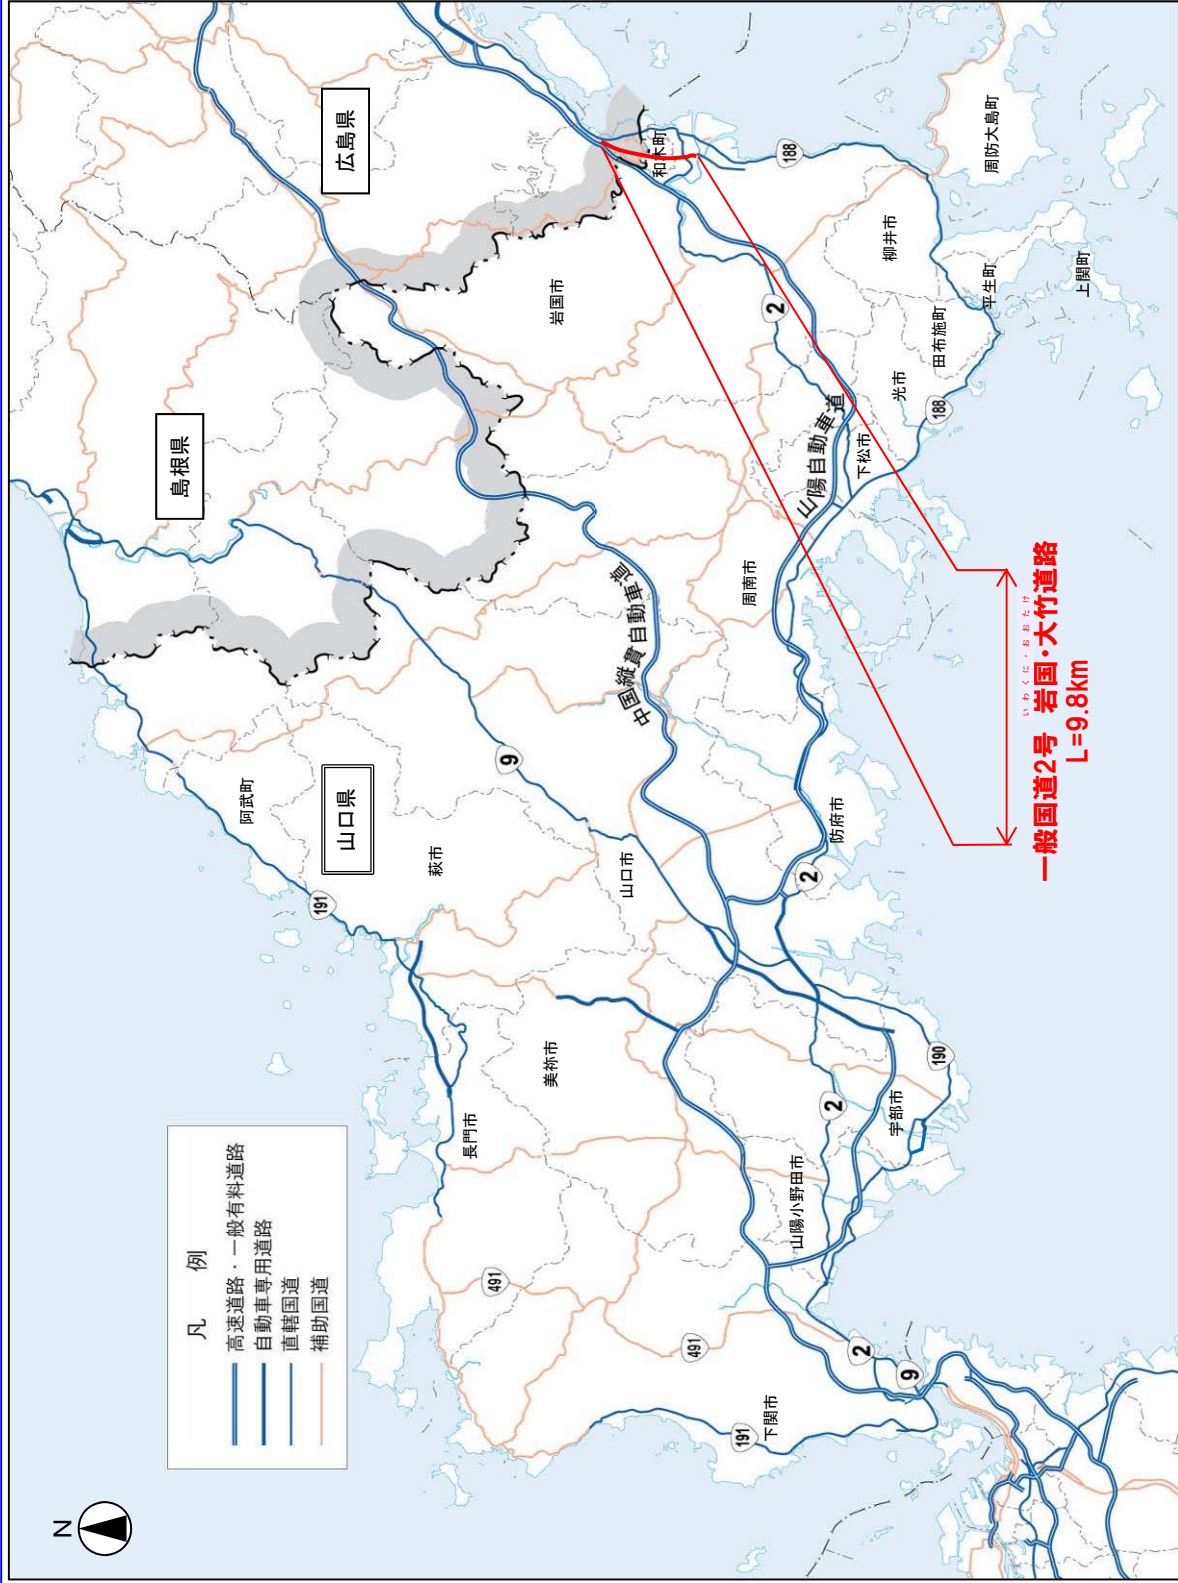 N
凡 例
高速道路・一般有料道路
自動車専用道路
直轄国道
補助国道
島根県
広島県
山口県
阿武町
萩市
長門市
美祢市
山口市
下関市
山陽小野田市
宇部市
防府市
周南市
下松市
光市
岩国市
和木町
柳井市
田布施町
平生町
上関町
周防大島町
中国縦貫自動車道
山陽自動車道
191
9
491
491
191
2
9
2
190
2
2
188
188
いわくに・おおたけ
一般国道2号 岩国・大竹道路
L=9.8km